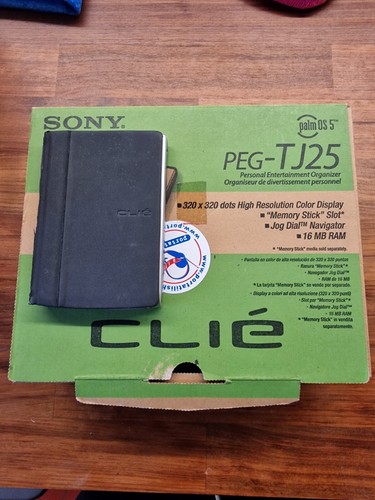 SONY®
palm OS 5™
PEG-TJ25
Personal Entertainment Organizer
Organiseur de divertissement personnel
■ 320 x 320 dots High Resolution Color Display
■ "Memory Stick" Slot*
■ Jog Dial™ Navigator
■ 16 MB RAM
* "Memory Stick" media sold separately.
- Pantalla en color de alta resolución de 320 x 320 puntos
- Ranura "Memory Stick"*
- Navegador Jog Dial™
- RAM de 16 MB
* La tarjeta "Memory Stick" se vende por separado.
- Display a colori ad alta risoluzione (320 x 320 punti)
- Slot per "Memory Stick"*
- Navigatore Jog Dial™
- 16 MB RAM
* "Memory Stick" in vendita
separatamente.
CLIÉ
www.portatilish
CLIÉ